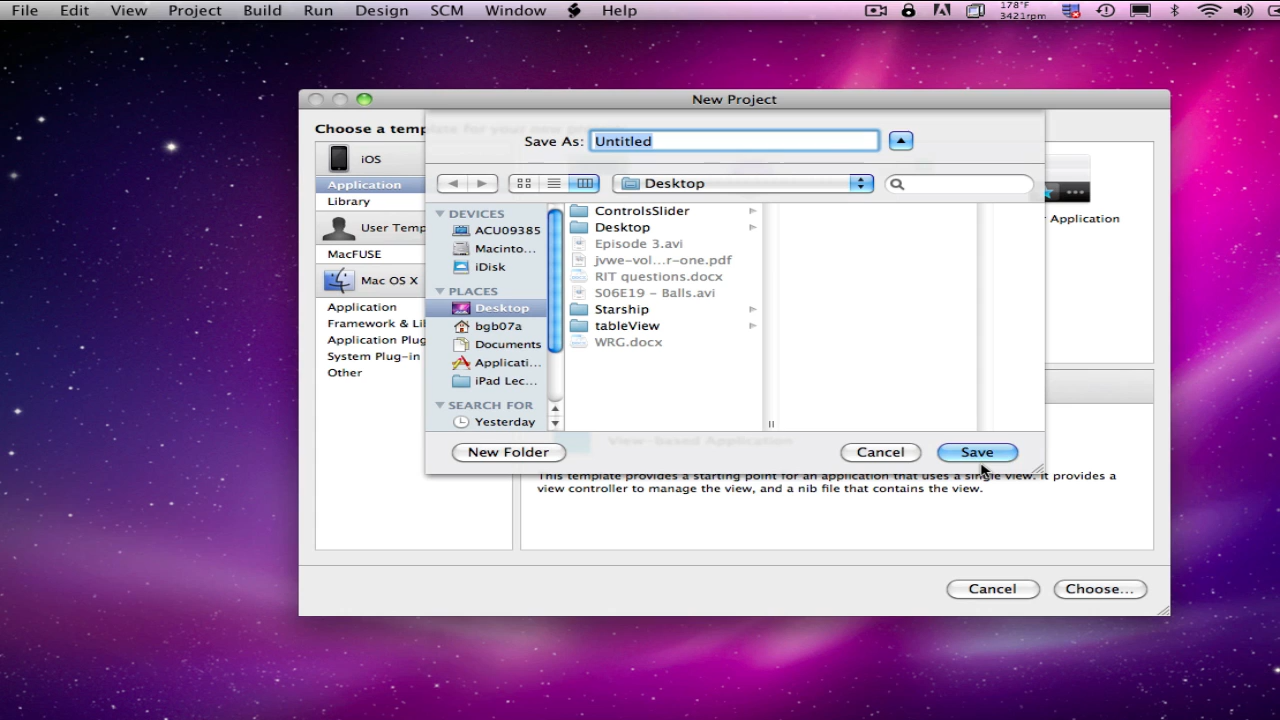 File Edit View Project Build Run Design SCM Window Help
178°F
3421rpm
New Project
Choose a temp
Save As: Untitled
iOS
Application
Library
User Temp
MacFUSE
Mac OS X
Application
Framework & Li
Application Plug
System Plug-in
Other
Desktop
DEVICES
ACU09385
Macinto...
iDisk
PLACES
Desktop
bgb07a
Documents
Applicati...
iPad Lec...
SEARCH FOR
Yesterday
ControlsSlider
Desktop
Episode 3.avi
jvwe-vol...r-one.pdf
RIT questions.docx
S06E19 - Balls.avi
Starship
tableView
WRG.docx
r Application
New Folder Cancel Save
View-based Application
This template provides a starting point for an application that uses a single view. It provides a
view controller to manage the view, and a nib file that contains the view.
Cancel Choose...